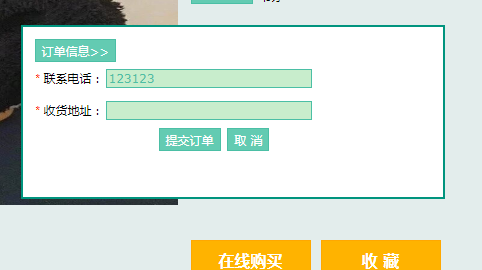 订单信息>>
* 联系电话： 123123
* 收货地址：
提交订单 取 消
在线购买 收 藏